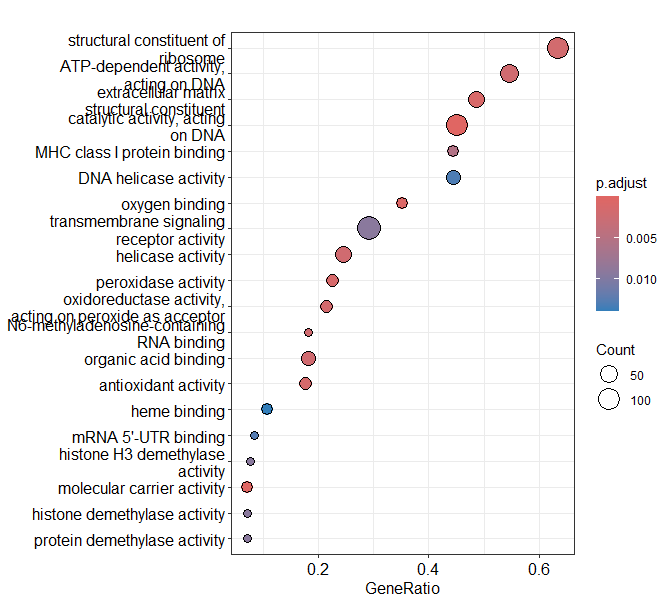 structural constituent of
ribosome
ATP-dependent activity,
acting on DNA
extracellular matrix
structural constituent
catalytic activity, acting
on DNA
MHC class I protein binding
DNA helicase activity
oxygen binding
transmembrane signaling
receptor activity
helicase activity
peroxidase activity
oxidoreductase activity,
acting on peroxide as acceptor
N6-methyladenosine-containing
RNA binding
organic acid binding
antioxidant activity
heme binding
mRNA 5'-UTR binding
histone H3 demethylase
activity
molecular carrier activity
histone demethylase activity
protein demethylase activity
0.2 0.4 0.6
GeneRatio
p.adjust
0.005
0.010
Count
50
100